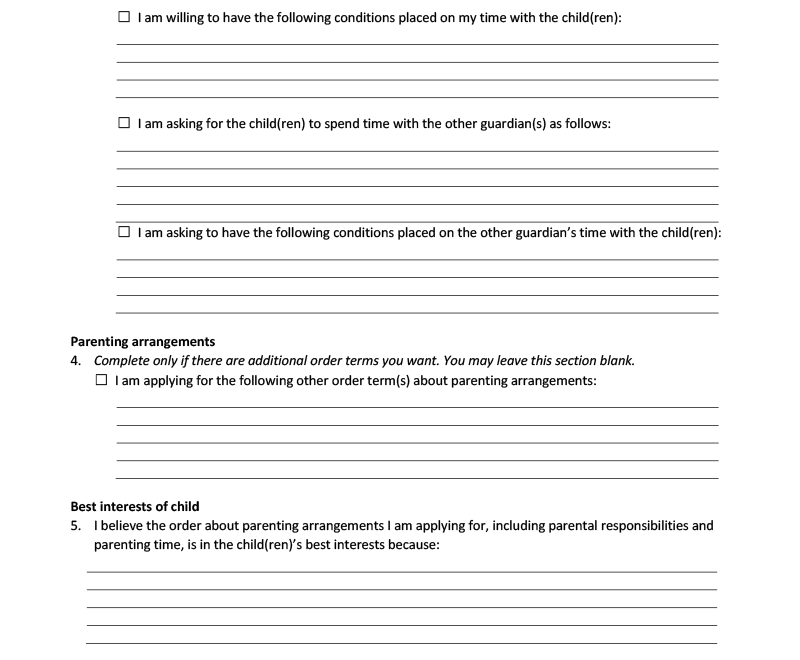 ☐ I am willing to have the following conditions placed on my time with the child(ren):
☐ I am asking for the child(ren) to spend time with the other guardian(s) as follows:
☐ I am asking to have the following conditions placed on the other guardian’s time with the child(ren):
Parenting arrangements
4. Complete only if there are additional order terms you want. You may leave this section blank.
☐ I am applying for the following other order term(s) about parenting arrangements:
Best interests of child
5. I believe the order about parenting arrangements I am applying for, including parental responsibilities and
parenting time, is in the child(ren)’s best interests because: